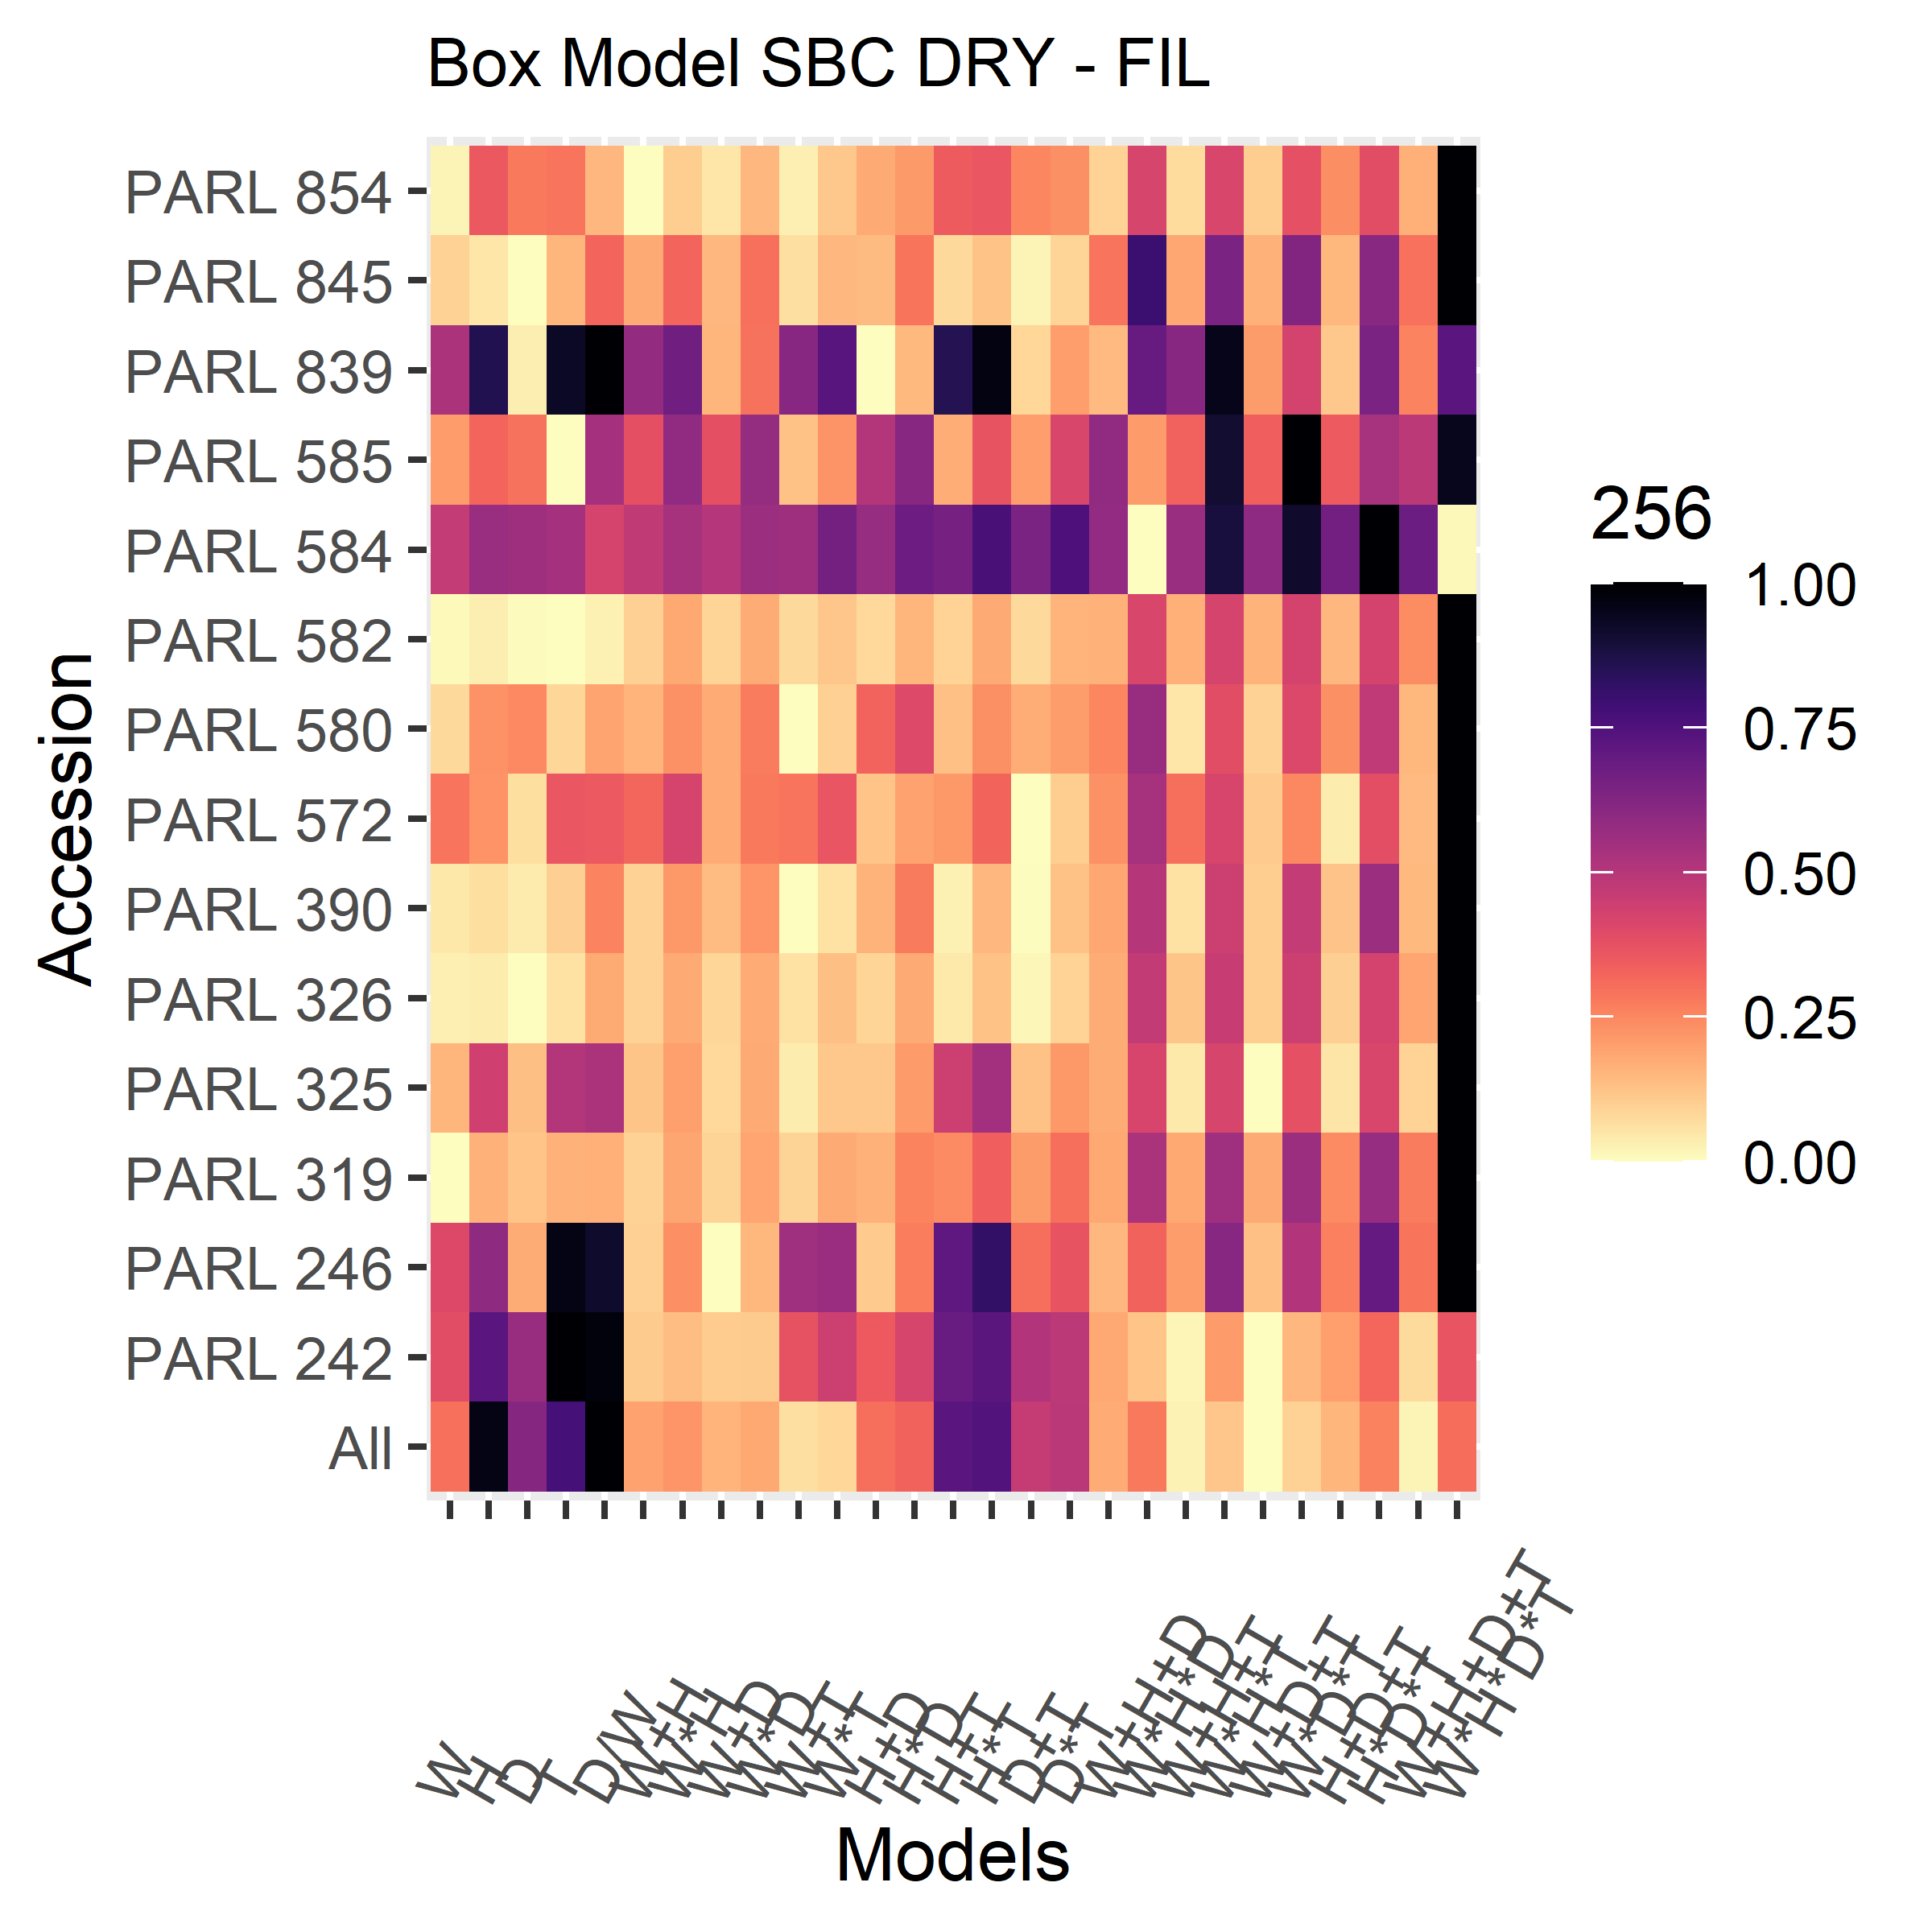 Box Model SBC DRY - FIL
Accession
PARL 854
PARL 845
PARL 839
PARL 585
PARL 584
PARL 582
PARL 580
PARL 572
PARL 390
PARL 326
PARL 325
PARL 319
PARL 246
PARL 242
All
W
H
D
T
D/W
W+H
W*H
W+D
W*D
W+T
W*T
H+D
H*D
H+T
H*T
D+T
D*T
W+H+D
W*H*D
W+H+T
W*H*T
W+D+T
W*D*T
H+D+T
H*D*T
W+H+D+T
W*H*D*T
Models
256
1.00
0.75
0.50
0.25
0.00